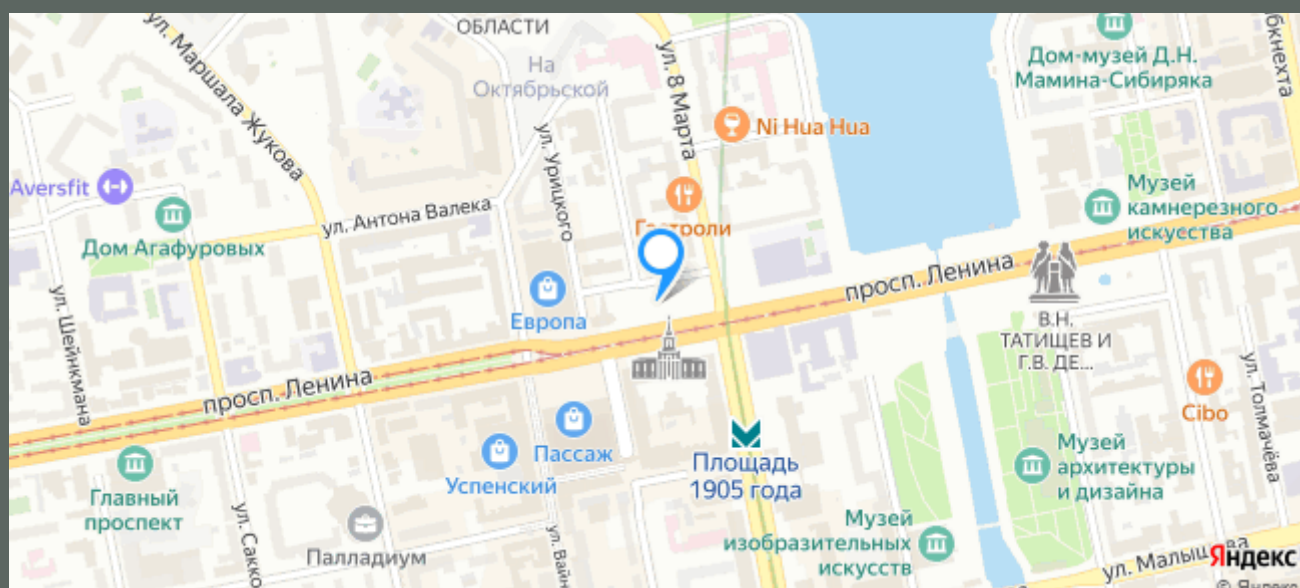 ул. Маршала Жукова
ОБЛАСТИ
На
Октябрьской
ул. 8 Марта
Дом-музей Д.Н.
Мамина-Сибиряка
Ni Hua Hua
Aversfit
Дом Агафуровых
ул. Антона Валека
ул. Урицкого
Гастроли
Музей
камнерезного
искусства
просп. Ленина
Европа
В.Н.
ТАТИЩЕВ И
Г.В. ДЕ...
ул. Шейнкмана
просп. Ленина
Cibo
ул. Толмачёва
Пассаж
Успенский
Площадь
1905 года
Музей
архитектуры
и дизайна
Главный
проспект
ул. Сакко
Палладиум
ул. Вайн
Музей
изобразительных
искусств
ул. Малышева
Яндекс
© Яндекс